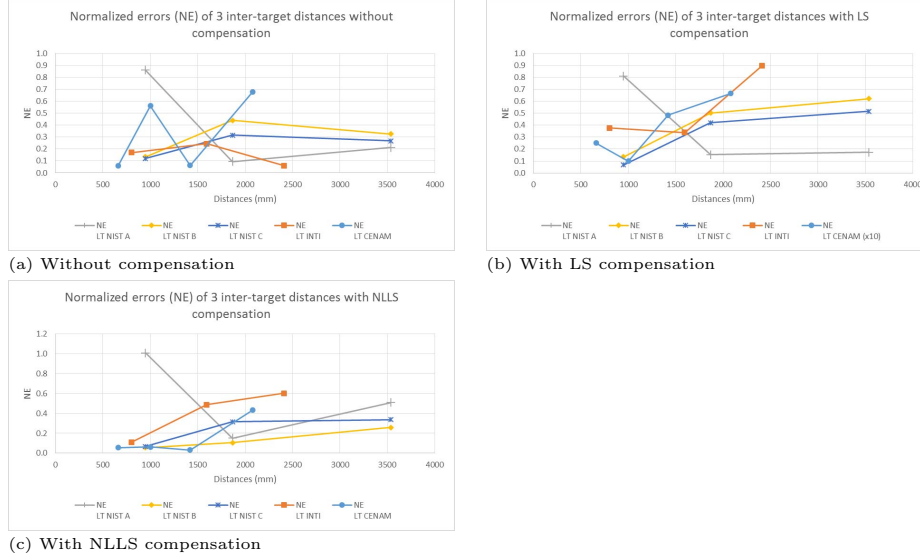 Normalized errors (NE) of 3 inter-target distances without
compensation
1.0
0.9
0.8
0.7
0.6
0.5
0.4
0.3
0.2
0.1
0.0
NE
0 500 1000 1500 2000 2500 3000 3500 4000
Distances (mm)
NE NE NE NE NE
LT NIST A LT NIST B LT NIST C LT INTI LT CENAM
(a) Without compensation
Normalized errors (NE) of 3 inter-target distances with LS
compensation
1.0
0.9
0.8
0.7
0.6
0.5
0.4
0.3
0.2
0.1
0.0
NE
0 500 1000 1500 2000 2500 3000 3500 4000
Distances (mm)
NE NE NE NE NE
LT NIST A LT NIST B LT NIST C LT INTI LT CENAM (x10)
(b) With LS compensation
Normalized errors (NE) of 3 inter-target distances with NLLS
compensation
1.2
1.0
0.8
0.6
0.4
0.2
0.0
NE
0 500 1000 1500 2000 2500 3000 3500 4000
Distances (mm)
NE NE NE NE NE
LT NIST A LT NIST B LT NIST C LT INTI LT CENAM
(c) With NLLS compensation